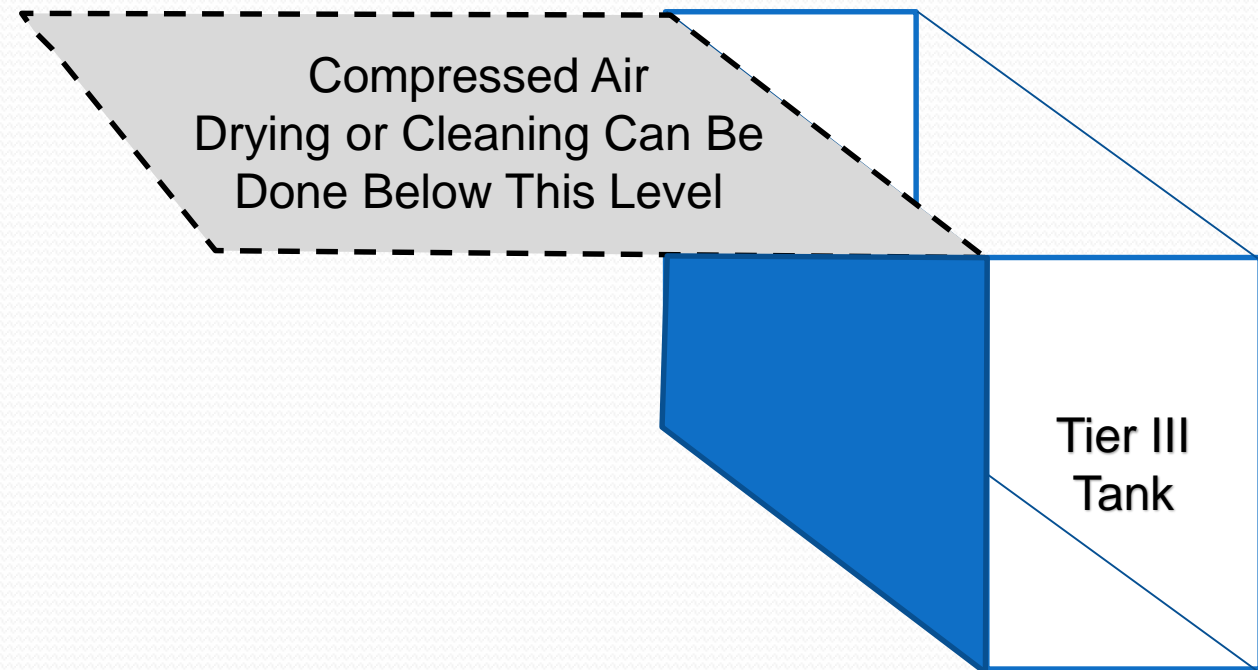 Compressed Air
Drying or Cleaning Can Be
Done Below This Level
Tier III
Tank